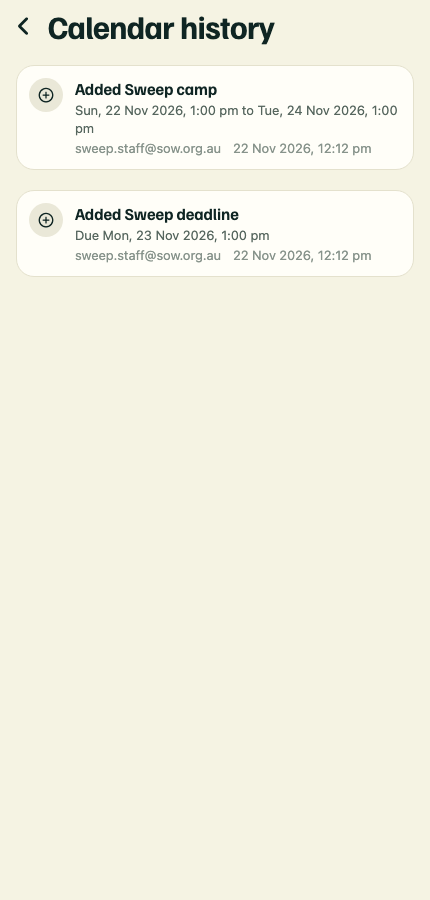 Calendar history
Added Sweep camp
Sun, 22 Nov 2026, 1:00 pm to Tue, 24 Nov 2026, 1:00
pm
sweep.staff@sow.org.au 22 Nov 2026, 12:12 pm
Added Sweep deadline
Due Mon, 23 Nov 2026, 1:00 pm
sweep.staff@sow.org.au 22 Nov 2026, 12:12 pm